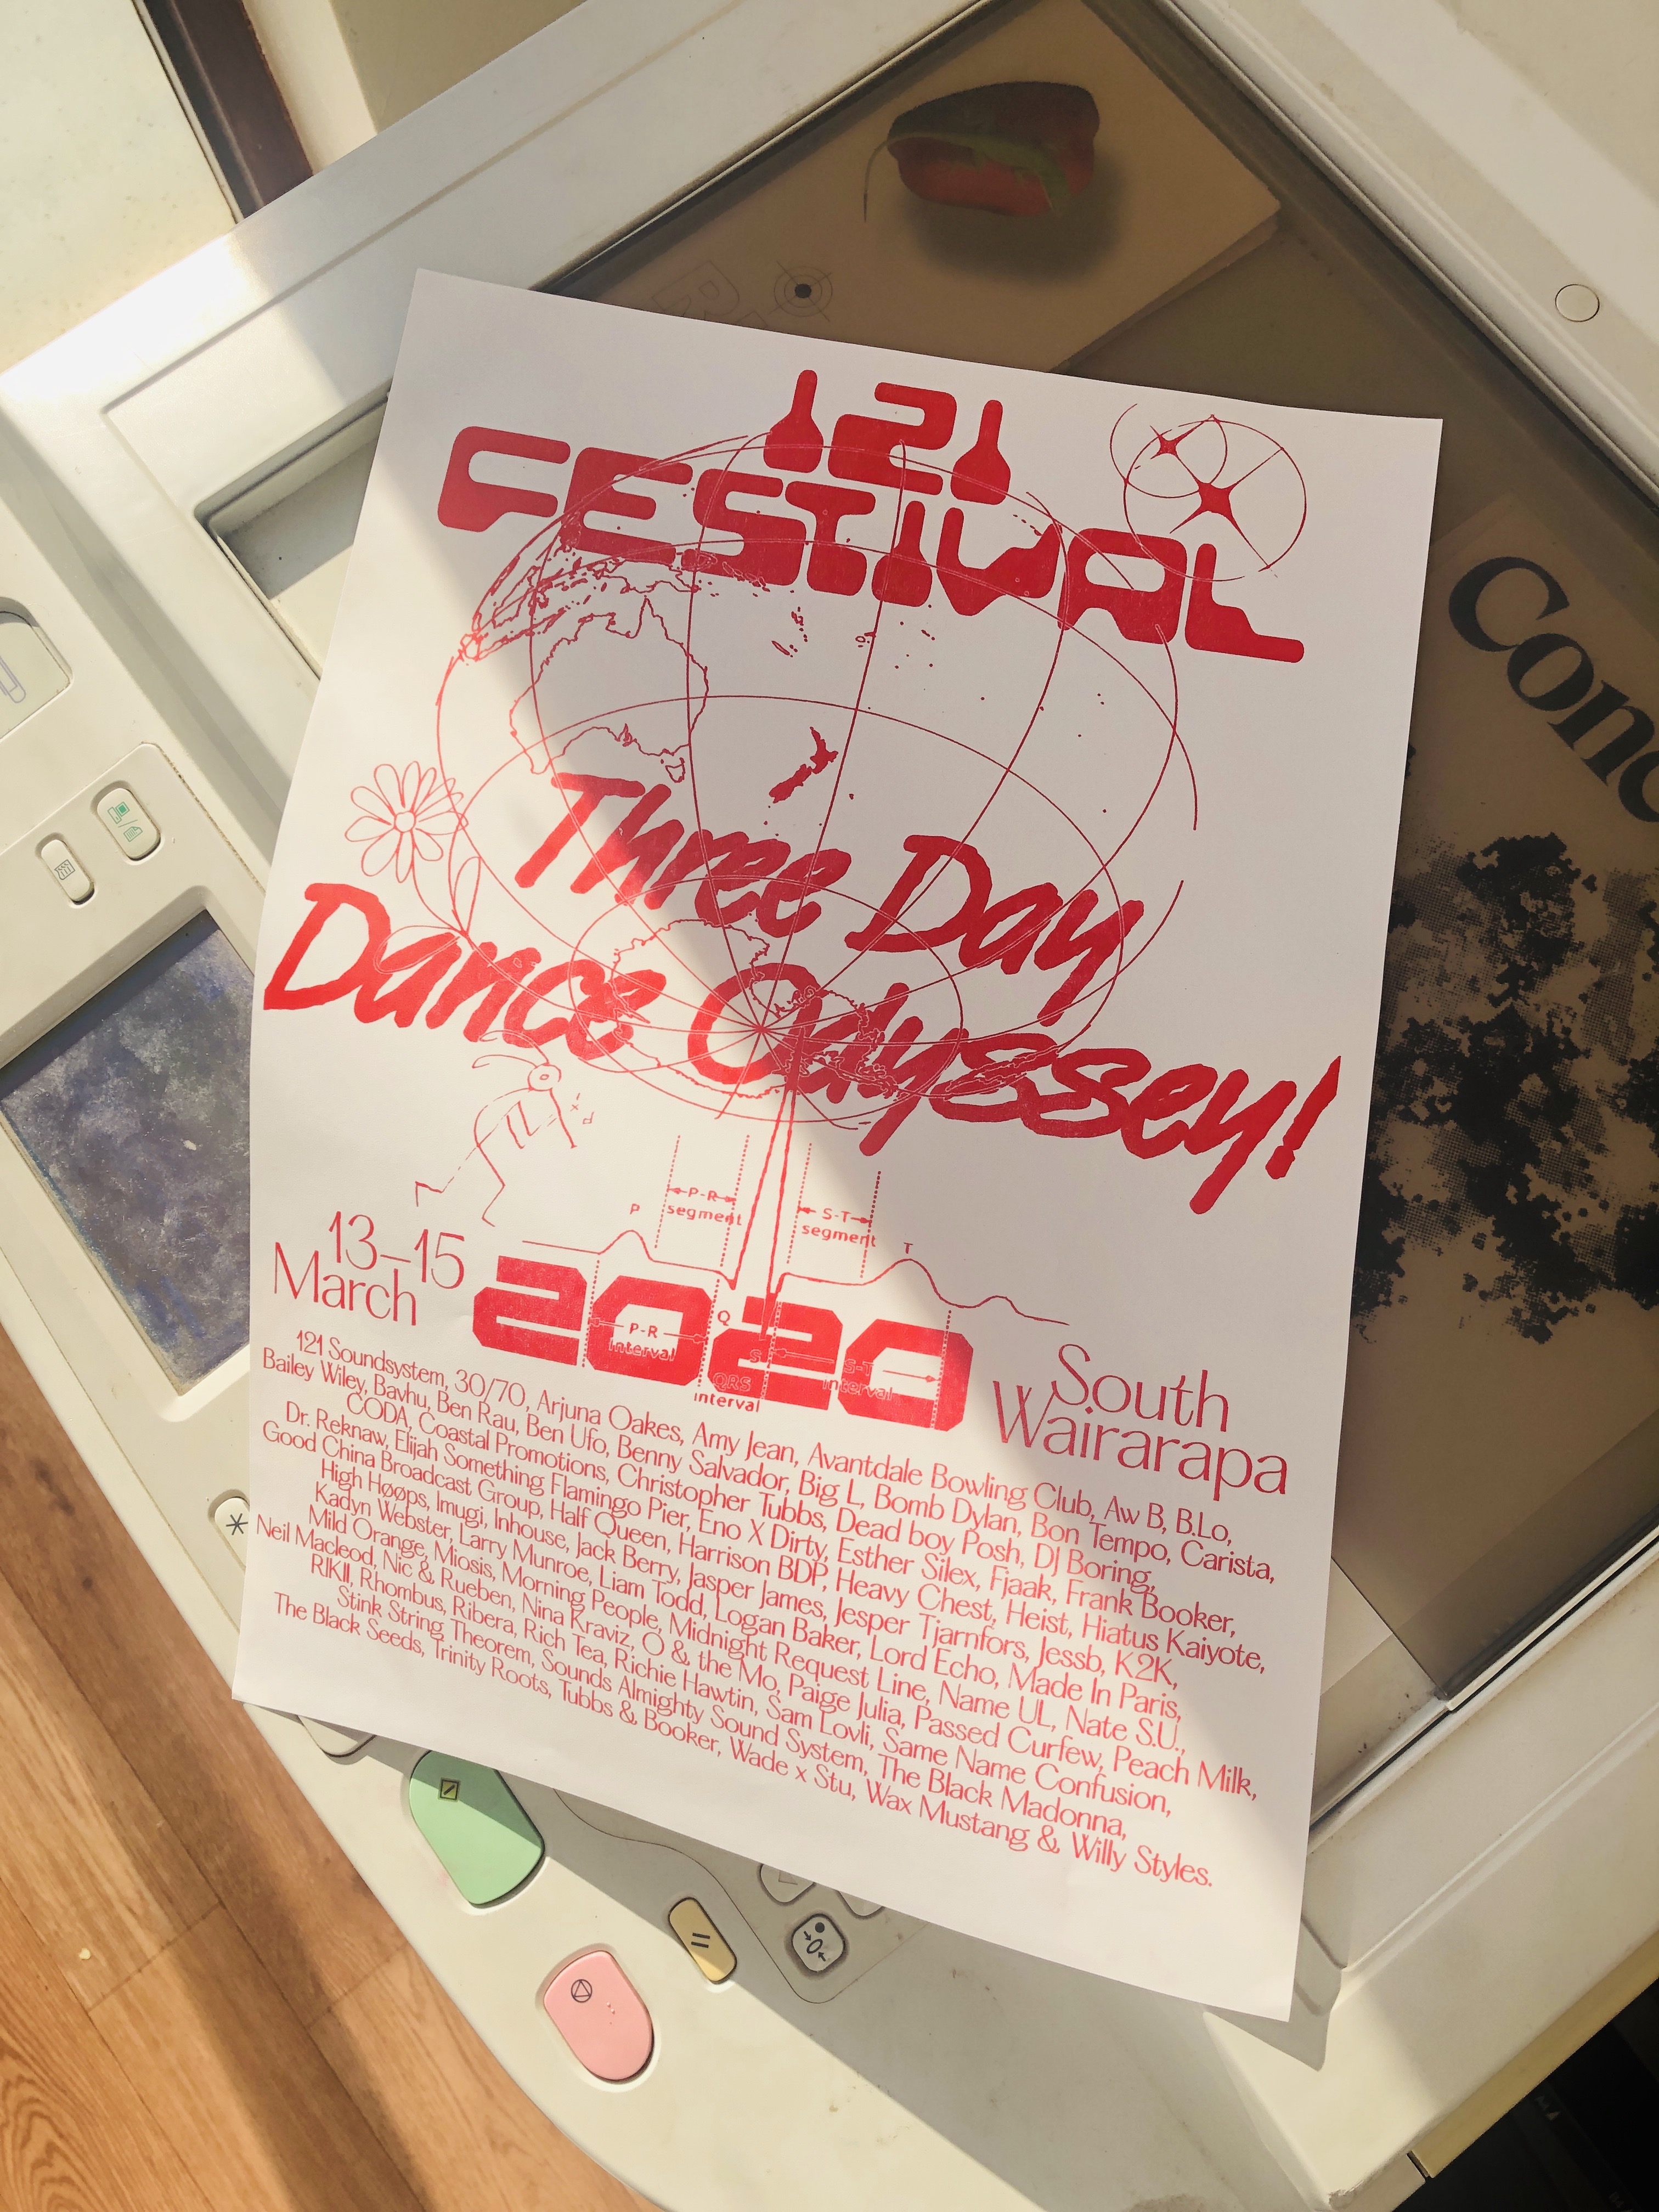 121
FESTIVAL
Three Day
Dance Odyssey!
P
P-R
segment
S-T
segment
T
13–15
March
2020
P-R
interval
Q
S
S-T
interval
QRS
interval
South
Wairarapa
121 Soundsystem, 30/70, Arjuna Oakes, Amy Jean, Avantdale Bowling Club, Aw B, B.Lo,
Bailey Wiley, Bavhu, Ben Rau, Ben Ufo, Benny Salvador, Big L, Bomb Dylan, Bon Tempo, Carista,
CODA, Coastal Promotions, Christopher Tubbs, Dead boy Posh, DJ Boring,
Dr. Reknaw, Elijah Something Flamingo Pier, Eno X Dirty, Esther Silex, Fjaak, Frank Booker,
Good China Broadcast Group, Half Queen, Harrison BDP, Heavy Chest, Heist, Hiatus Kaiyote,
High Høøps, Imugi, Inhouse, Jack Berry, Jasper James, Jesper Tjarnfors, Jessb, K2K,
Kadyn Webster, Larry Munroe, Liam Todd, Logan Baker, Lord Echo, Made In Paris,
Mild Orange, Miosis, Morning People, Midnight Request Line, Name UL, Nate S.U.,
Neil Macleod, Nic & Rueben, Nina Kraviz, O & the Mo, Paige Julia, Passed Curfew, Peach Milk,
RIKII, Rhombus, Ribera, Rich Tea, Richie Hawtin, Sam Lovli, Same Name Confusion,
Stink String Theorem, Sounds Almighty Sound System, The Black Madonna,
The Black Seeds, Trinity Roots, Tubbs & Booker, Wade x Stu, Wax Mustang & Willy Styles.
Conc